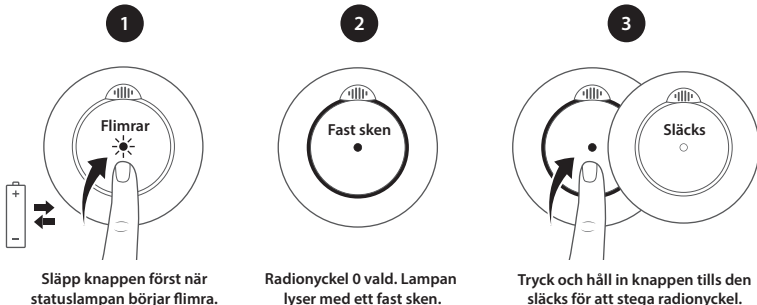 1
2
3
Flimrar
Fast sken
Släcks
+
–
Släpp knappen först när
statuslampan börjar flimra.
Radionyckel 0 vald. Lampan
lyser med ett fast sken.
Tryck och håll in knappen tills den
släcks för att stega radionyckel.